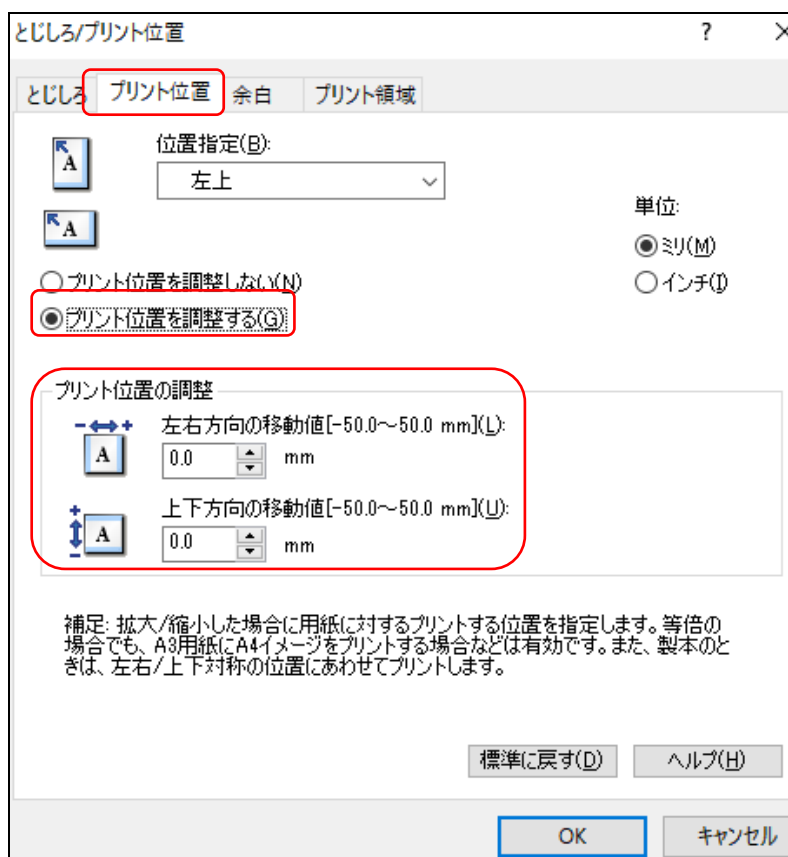 とじしろ/プリント位置 ?
とじしろ プリント位置 余白 プリント領域
A
位置指定(B):
左上
A
単位:
ミリ(M)
プリント位置を調整しない(N)
インチ(I)
プリント位置を調整する(G)
プリント位置の調整
- +
左右方向の移動値[-50.0～50.0 mm](L):
A
0.0 mm
+
上下方向の移動値[-50.0～50.0 mm](U):
A
0.0 mm
-
補足: 拡大/縮小した場合に用紙に対するプリントする位置を指定します。等倍の
場合でも、A3用紙にA4イメージをプリントする場合などは有効です。また、製本のと
きは、左右/上下対称の位置にあわせてプリントします。
標準に戻す(D) ヘルプ(H)
OK キャンセル